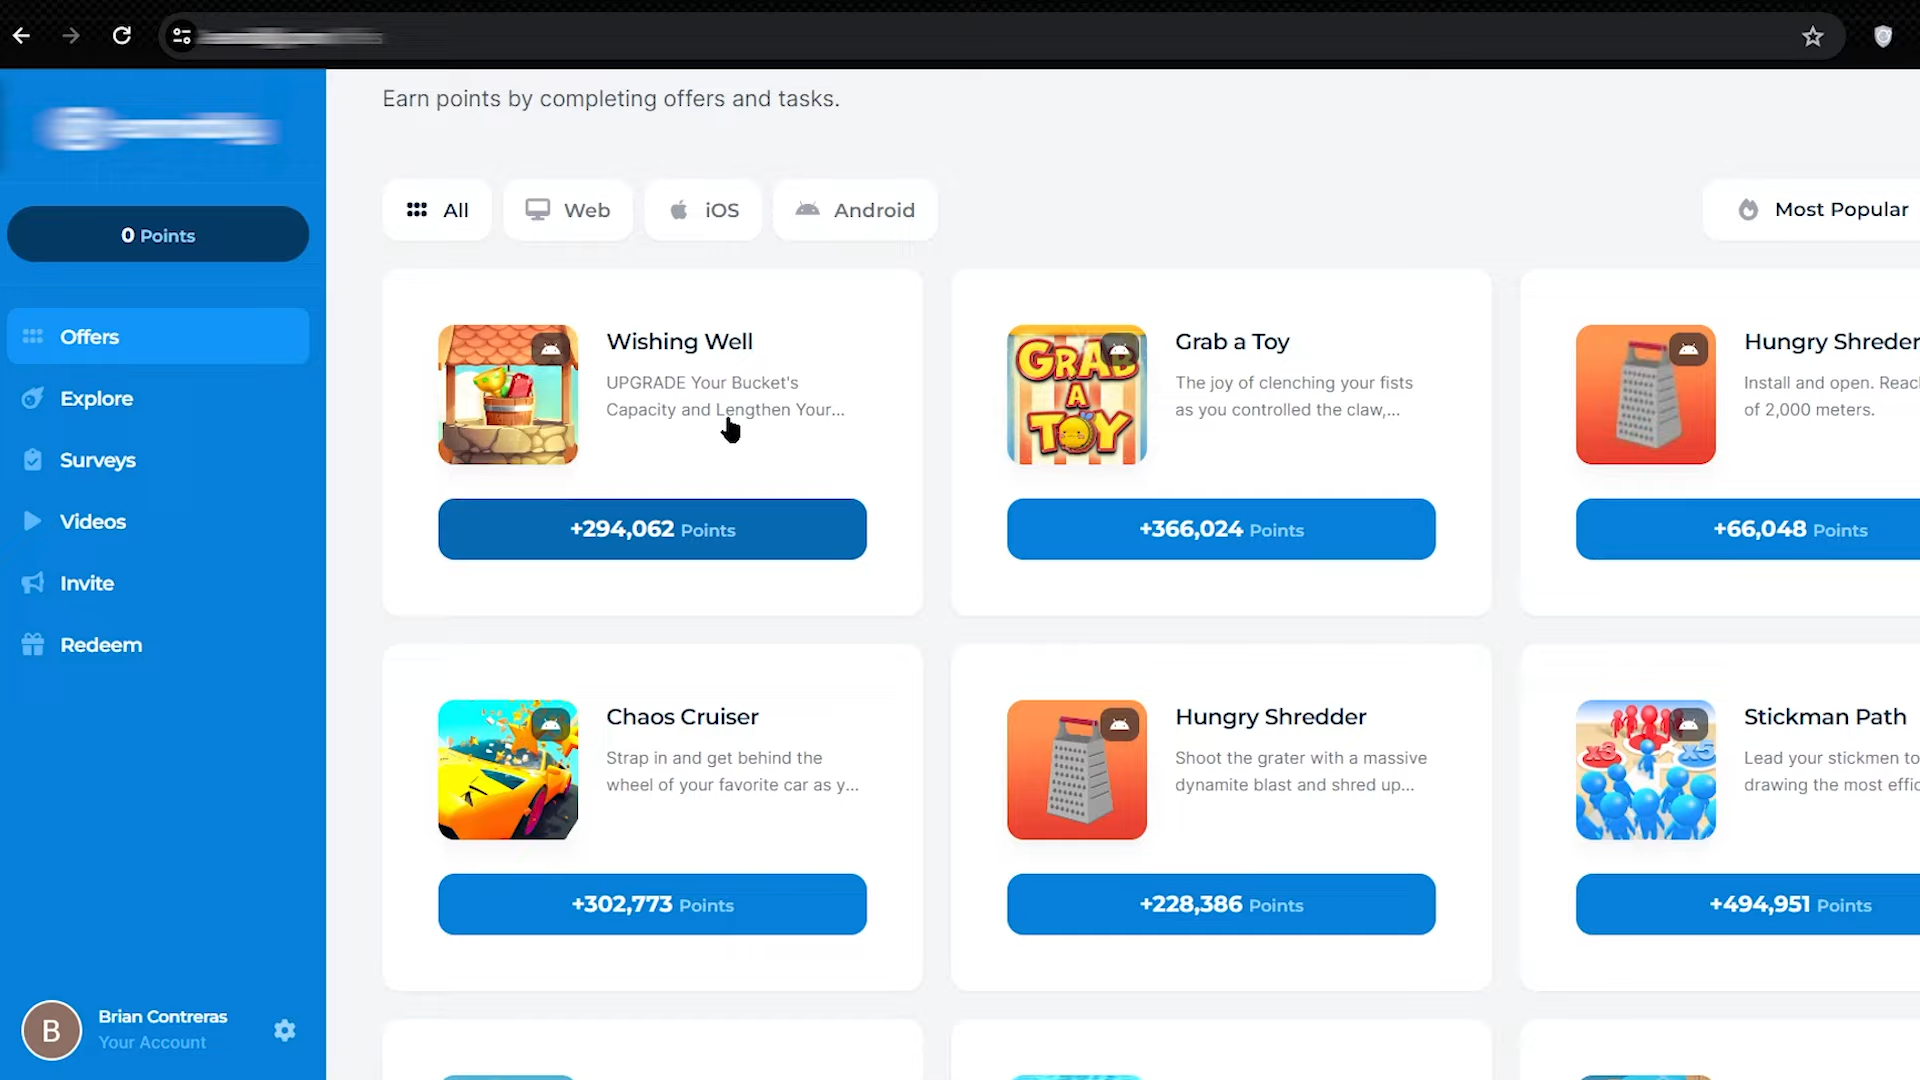 Earn points by completing offers and tasks.
0 Points
All
Web
iOS
Android
Most Popular
Offers
Explore
Surveys
Videos
Invite
Redeem
Wishing Well
UPGRADE Your Bucket's
Capacity and Lengthen Your...
+294,062 Points
GRAB
A
TOY
Grab a Toy
The joy of clenching your fists
as you controlled the claw,...
+366,024 Points
Hungry Shreder
Install and open. Reac
of 2,000 meters.
+66,048 Points
Chaos Cruiser
Strap in and get behind the
wheel of your favorite car as y...
+302,773 Points
Hungry Shredder
Shoot the grater with a massive
dynamite blast and shred up...
+228,386 Points
x3
x5
Stickman Path
Lead your stickmen to
drawing the most effic
+494,951 Points
B
Brian Contreras
Your Account